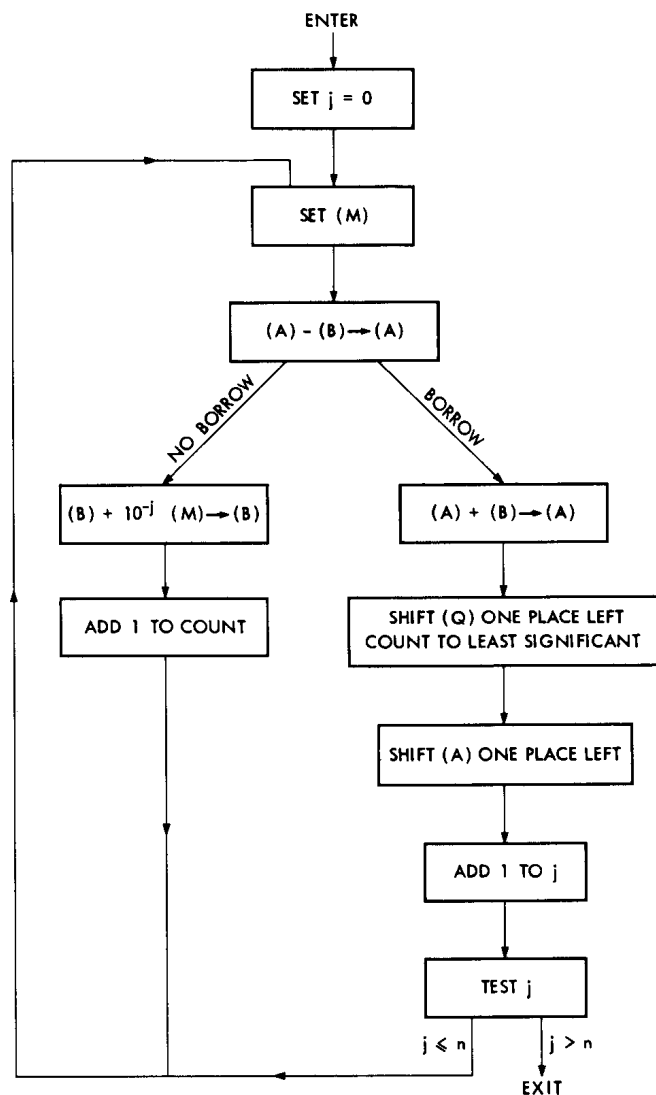 ENTER
SET j = 0
SET (M)
(A) – (B)→(A)
NO BORROW
BORROW
(B) + 10⁻ʲ (M)→(B)
(A) + (B)→(A)
ADD 1 TO COUNT
SHIFT (Q) ONE PLACE LEFT
COUNT TO LEAST SIGNIFICANT
SHIFT (A) ONE PLACE LEFT
ADD 1 TO j
TEST j
j ⩽ n
j > n
EXIT